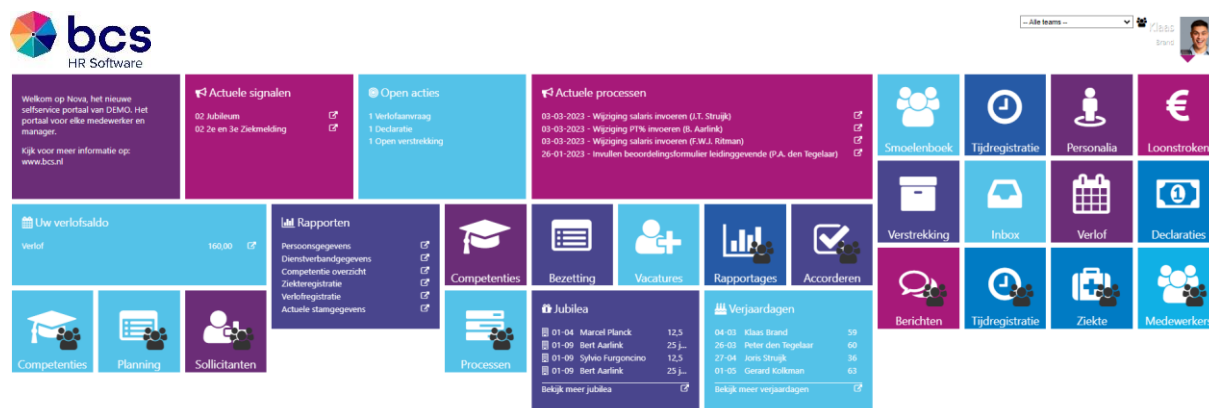 bcs
HR Software
-- Alle teams --
Klaas
Brand
Welkom op Nova, het nieuwe
selfservice portaal van DEMO. Het
portaal voor elke medewerker en
manager.
Kijk voor meer informatie op:
www.bcs.nl
Actuele signalen
02 Jubileum
02 2e en 3e Ziekmelding
Open acties
1 Verlofaanvraag
1 Declaratie
1 Open verstrekking
Actuele processen
03-03-2023 - Wijziging salaris invoeren (J.T. Struijk)
03-03-2023 - Wijziging PT% invoeren (B. Aarlink)
03-03-2023 - Wijziging salaris invoeren (F.W.J. Ritman)
26-01-2023 - Invullen beoordelingsformulier leidinggevende (P.A. den Tegelaar)
Smoelenboek
Tijdregistratie
Personalia
€
Loonstroken
Uw verlofsaldo
Verlof 160,00
Rapporten
Persoonsgegevens
Dienstverbandgegevens
Competentie overzicht
Ziekteregistratie
Verlofregistratie
Actuele stamgegevens
Competenties
Bezetting
Vacatures
Rapportages
Accorderen
Verstrekking
Inbox
Verlof
1
Declaraties
Competenties
Planning
Sollicitanten
Processen
Jubilea
01-04 Marcel Planck 12,5
01-09 Bert Aarlink 25 j...
01-09 Sylvio Furgoncino 12,5
01-09 Bert Aarlink 25 j...
Bekijk meer jubilea
Verjaardagen
04-03 Klaas Brand 59
26-03 Peter den Tegelaar 60
27-04 Joris Struijk 36
01-05 Gerard Kolkman 63
Bekijk meer verjaardagen
Berichten
Tijdregistratie
Ziekte
Medewerkers